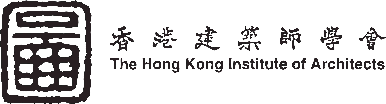 香港建築師學會
The Hong Kong Institute of Architects